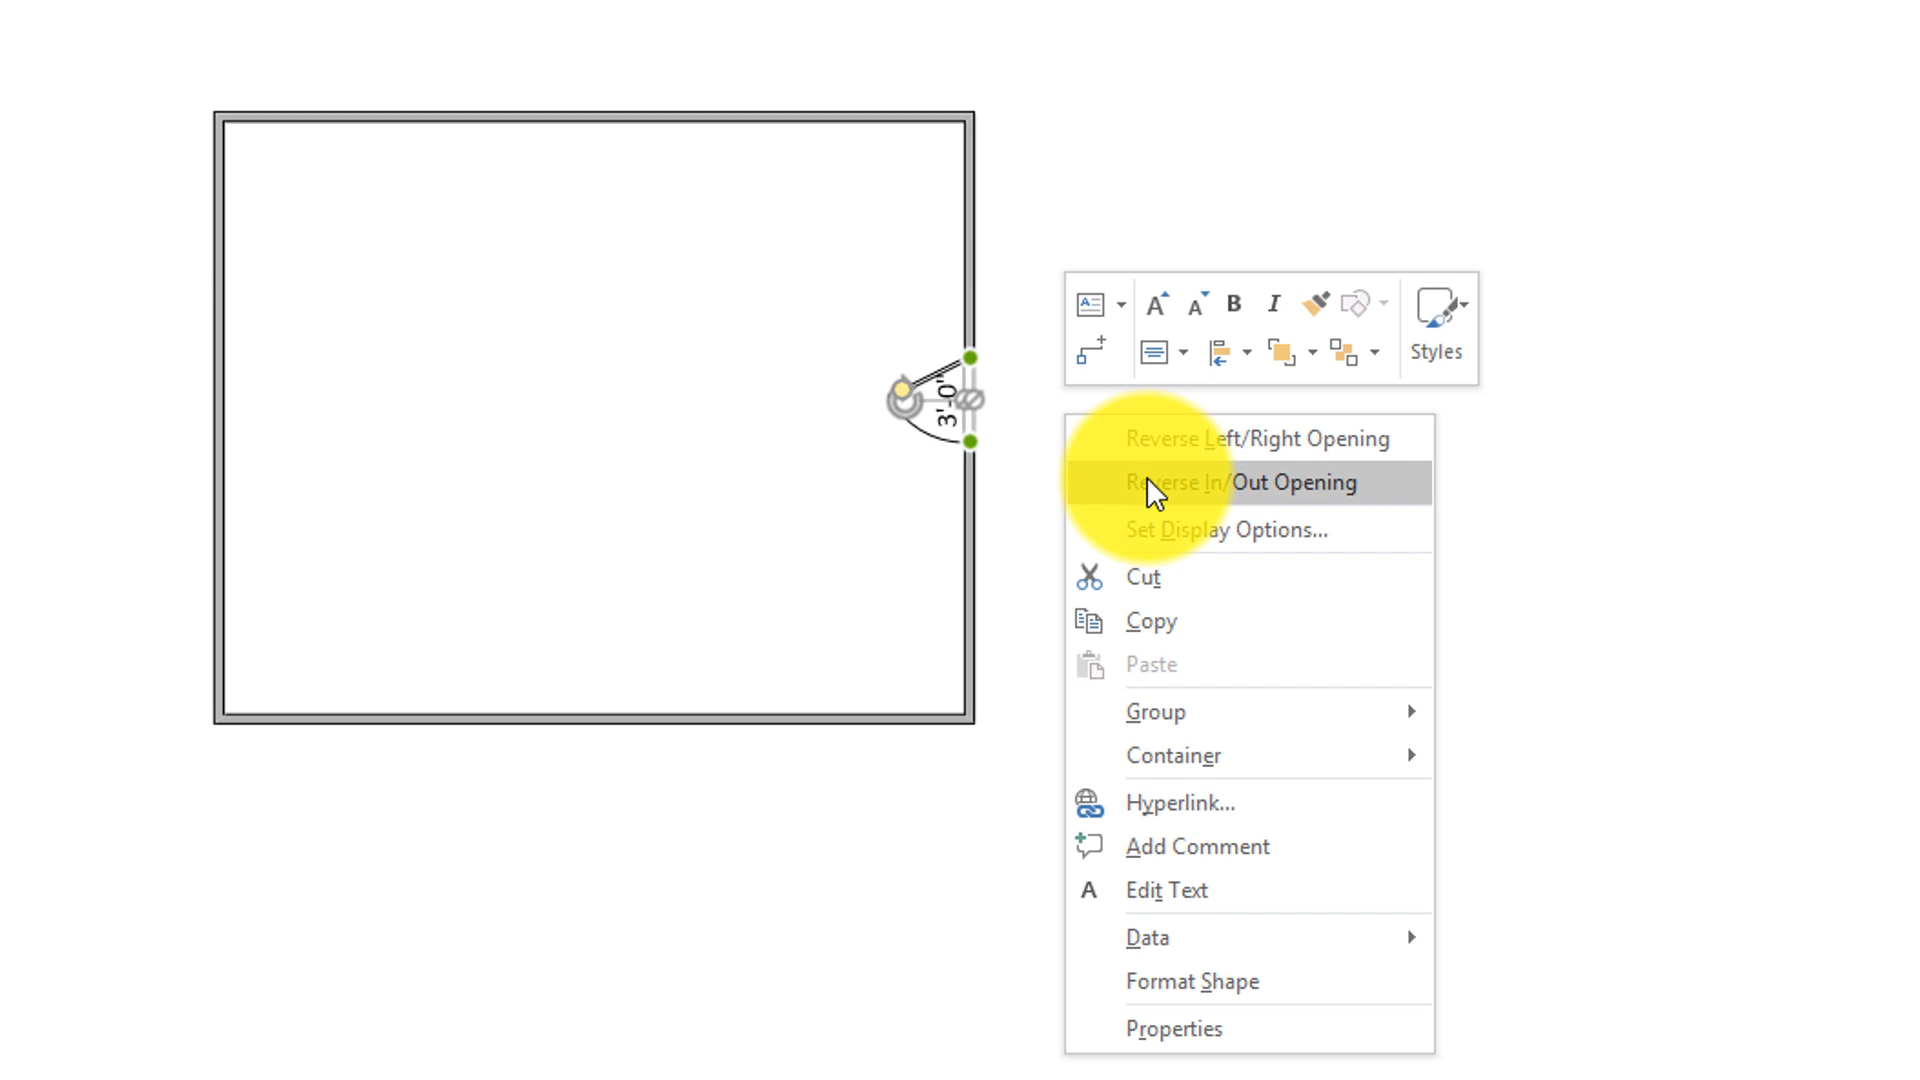 A A B I
Styles
3'-0"
Reverse Left/Right Opening
Reverse In/Out Opening
Set Display Options...
Cut
Copy
Paste
Group
Container
Hyperlink...
Add Comment
A Edit Text
Data
Format Shape
Properties